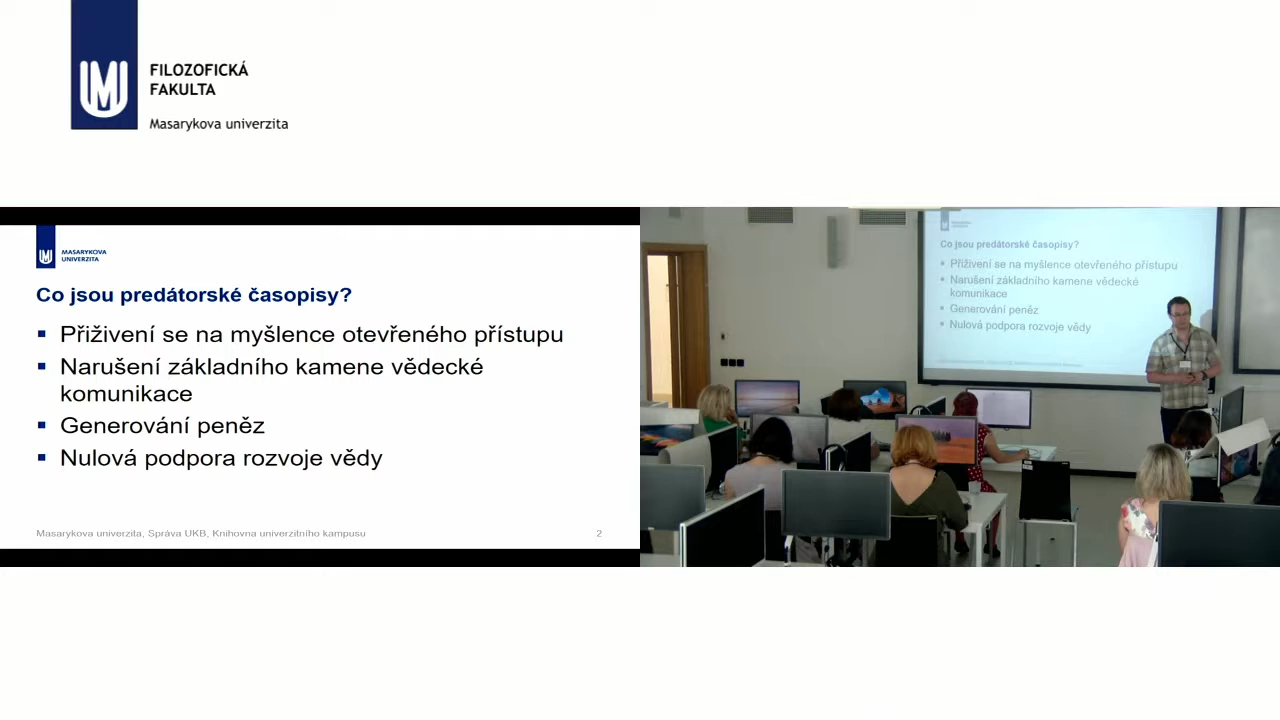 FILOZOFICKÁ
FAKULTA
Masarykova univerzita
MASARYKOVA
UNIVERZITA
Co jsou predátorské časopisy?
Přiživení se na myšlence otevřeného přístupu
Narušení základního kamene vědecké
komunikace
Generování peněz
Nulová podpora rozvoje vědy
Masarykova univerzita, Správa UKB, Knihovna univerzitního kampusu
2
Co jsou predátorské časopisy?
Přiživení se na myšlence otevřeného přístupu
Narušení základního kamene vědecké
komunikace
Generování peněz
Nulová podpora rozvoje vědy